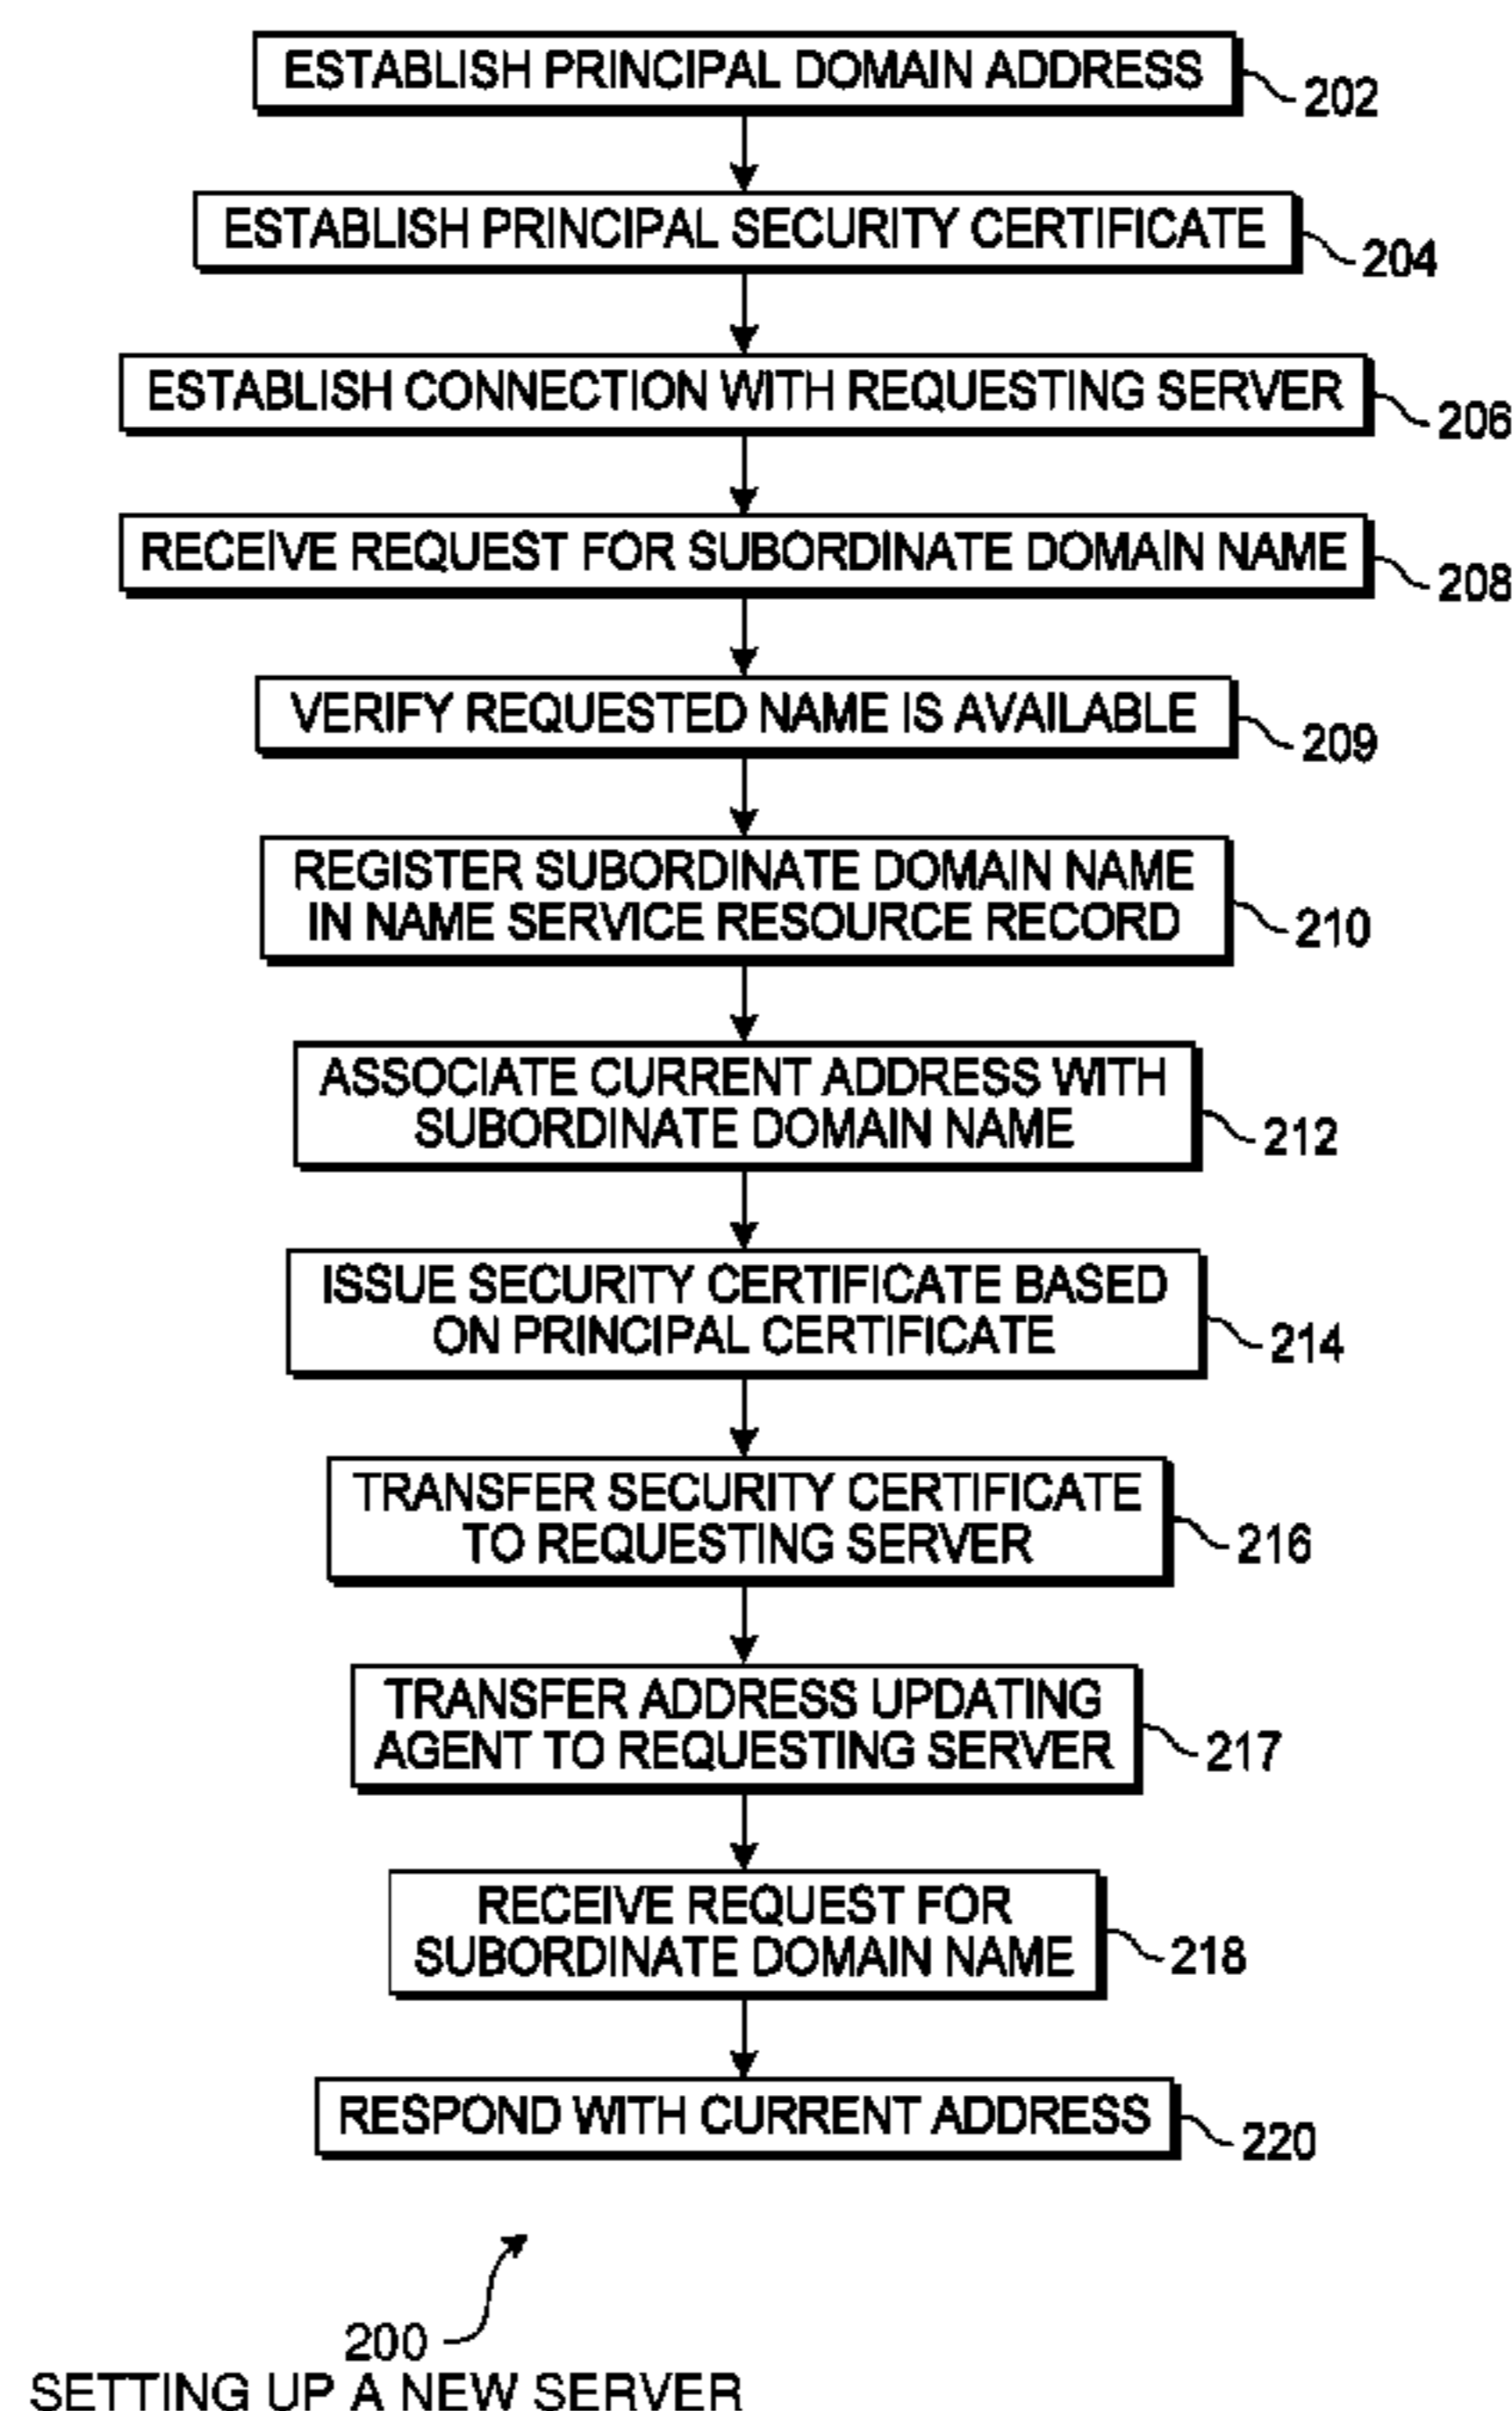 ESTABLISH PRINCIPAL DOMAIN ADDRESS
202
ESTABLISH PRINCIPAL SECURITY CERTIFICATE
204
ESTABLISH CONNECTION WITH REQUESTING SERVER
206
RECEIVE REQUEST FOR SUBORDINATE DOMAIN NAME
208
VERIFY REQUESTED NAME IS AVAILABLE
209
REGISTER SUBORDINATE DOMAIN NAME
IN NAME SERVICE RESOURCE RECORD
210
ASSOCIATE CURRENT ADDRESS WITH
SUBORDINATE DOMAIN NAME
212
ISSUE SECURITY CERTIFICATE BASED
ON PRINCIPAL CERTIFICATE
214
TRANSFER SECURITY CERTIFICATE
TO REQUESTING SERVER
216
TRANSFER ADDRESS UPDATING
AGENT TO REQUESTING SERVER
217
RECEIVE REQUEST FOR
SUBORDINATE DOMAIN NAME
218
RESPOND WITH CURRENT ADDRESS
220
200
SETTING UP A NEW SERVER